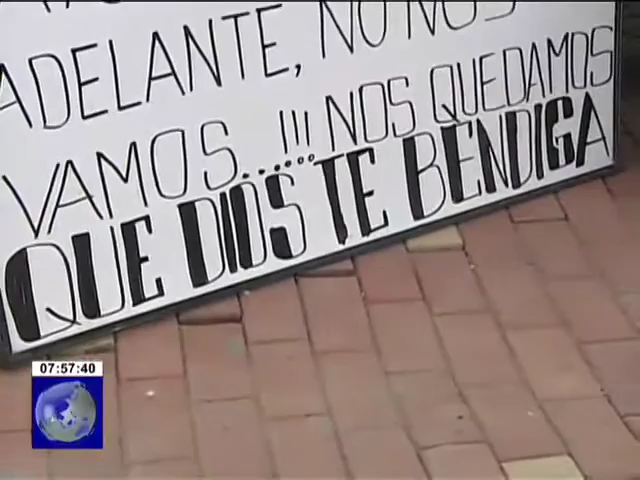 ADELANTE, NO NOS
VAMOS...!!! NOS QUEDAMOS
QUE DIOS TE BENDIGA
07:57:40